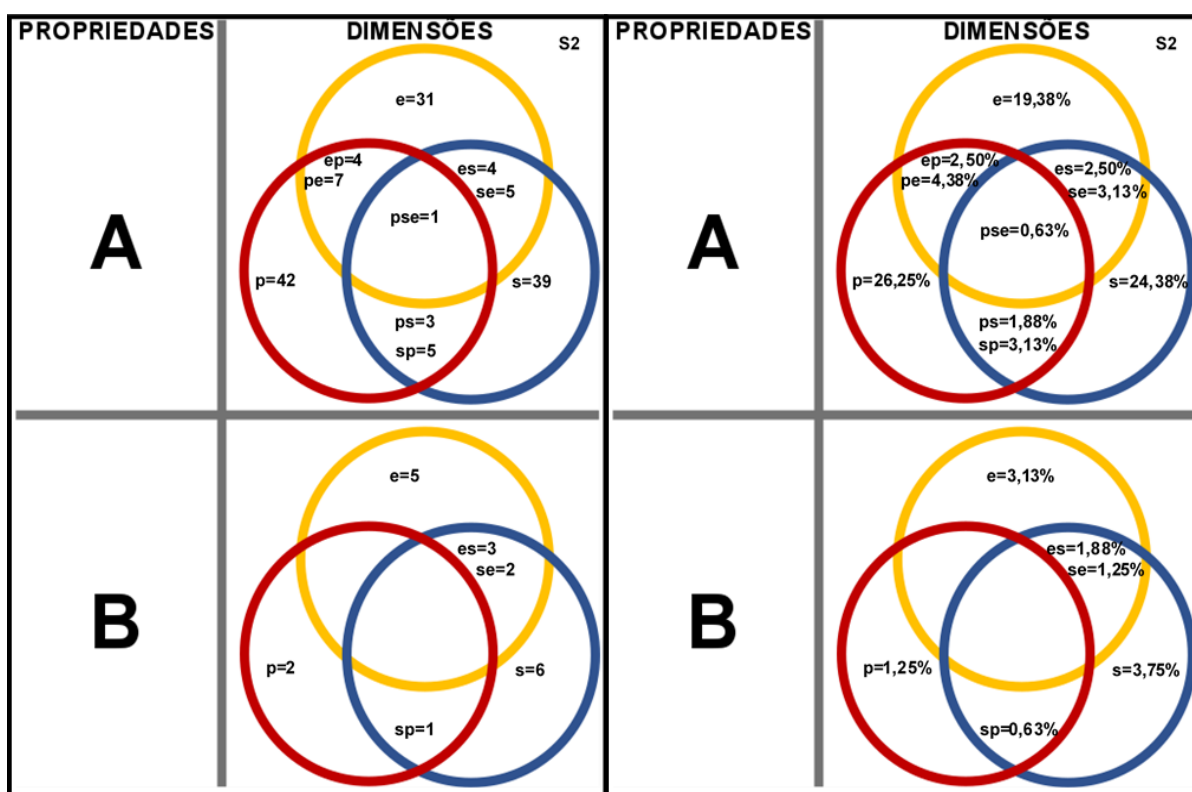 PROPRIEDADES
DIMENSÕES
S2
A
e=31
ep=4
pe=7
es=4
se=5
pse=1
p=42
s=39
ps=3
sp=5
B
e=5
es=3
se=2
p=2
s=6
sp=1
PROPRIEDADES
DIMENSÕES
S2
A
e=19,38%
ep=2,50%
pe=4,38%
es=2,50%
se=3,13%
pse=0,63%
p=26,25%
s=24,38%
ps=1,88%
sp=3,13%
B
e=3,13%
es=1,88%
se=1,25%
p=1,25%
s=3,75%
sp=0,63%